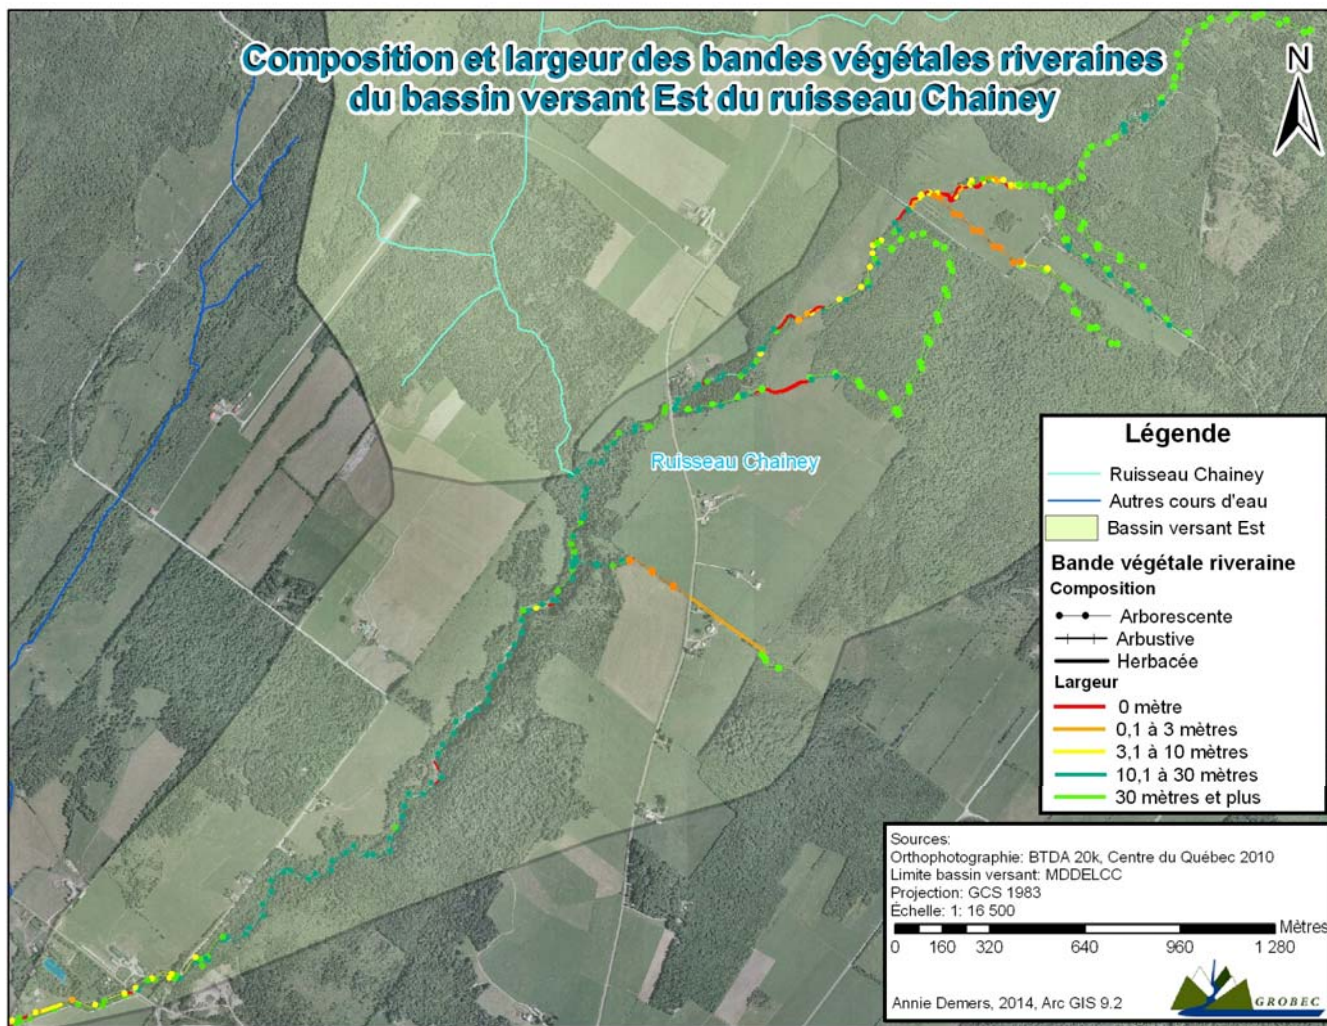 Composition et largeur des bandes végétales riveraines
du bassin versant Est du ruisseau Chainey
N
Ruisseau Chainey
Légende
Ruisseau Chainey
Autres cours d'eau
Bassin versant Est
Bande végétale riveraine
Composition
Arborescente
Arbustive
Herbacée
Largeur
0 mètre
0,1 à 3 mètres
3,1 à 10 mètres
10,1 à 30 mètres
30 mètres et plus
Sources:
Orthophotographie: BTDA 20k, Centre du Québec 2010
Limite bassin versant: MDDELCC
Projection: GCS 1983
Échelle: 1: 16 500
Mètres
0 160 320 640 960 1 280
Annie Demers, 2014, Arc GIS 9.2
GROBEC